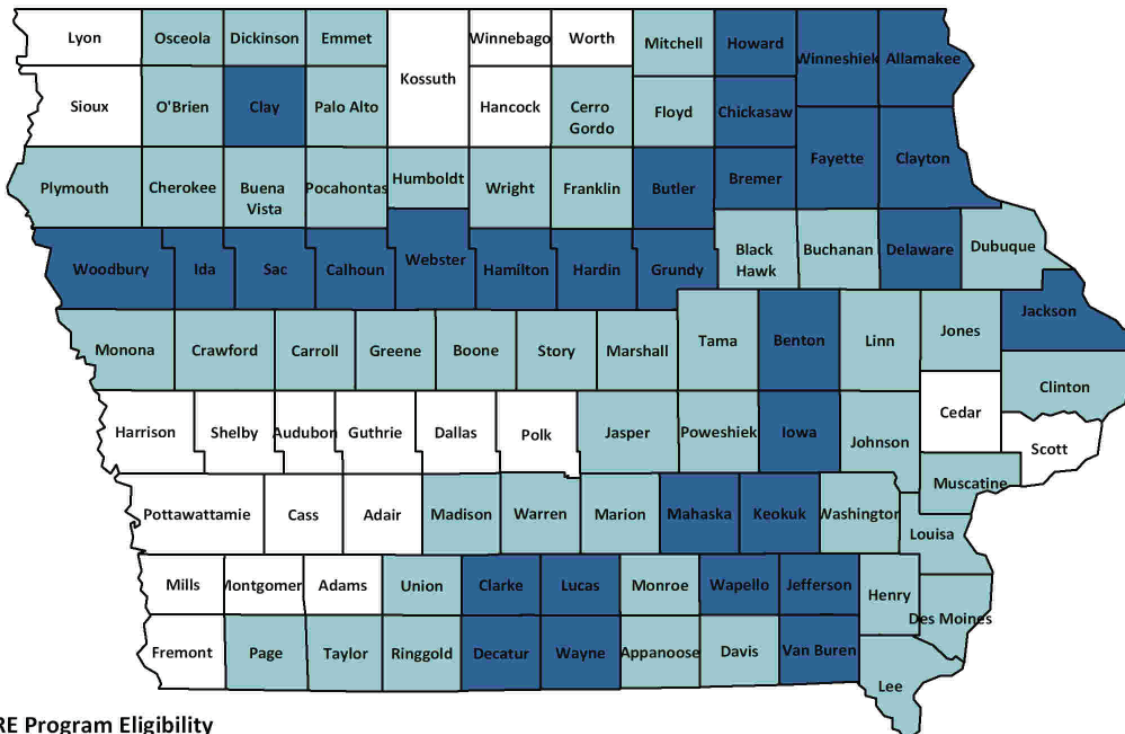 Lyon Osceola Dickinson Emmet Winnebago Worth Mitchell Howard Winneshiek Allamakee
Kossuth
Sioux O'Brien Clay Palo Alto Hancock Cerro Floyd Chickasaw
Gordo
Plymouth Cherokee Buena Pocahontas Humboldt Wright Franklin Butler Bremer Fayette Clayton
Vista
Woodbury Ida Sac Calhoun Webster Hamilton Hardin Grundy Black Buchanan Delaware Dubuque
Hawk
Jackson
Monona Crawford Carroll Greene Boone Story Marshall Tama Benton Linn Jones
Clinton
Harrison Shelby Audubon Guthrie Dallas Polk Jasper Poweshiek Iowa Johnson Cedar
Scott
Muscatine
Pottawattamie Cass Adair Madison Warren Marion Mahaska Keokuk Washington
Louisa
Mills Montgomer Adams Union Clarke Lucas Monroe Wapello Jefferson Henry
Des Moines
Fremont Page Taylor Ringgold Decatur Wayne Appanoose Davis Van Buren
Lee
RE Program Eligibility